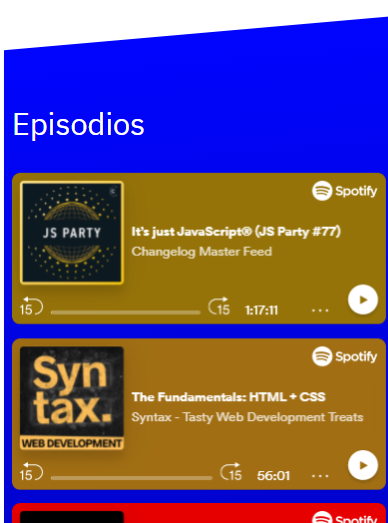 Episodios
Spotify
JS PARTY
It's just JavaScript® (JS Party #77)
Changelog Master Feed
15 15 1:17:11 ...
Spotify
Syn
tax.
WEB DEVELOPMENT
The Fundamentals: HTML + CSS
Syntax - Tasty Web Development Treats
15 15 56:01 ...
Spotify